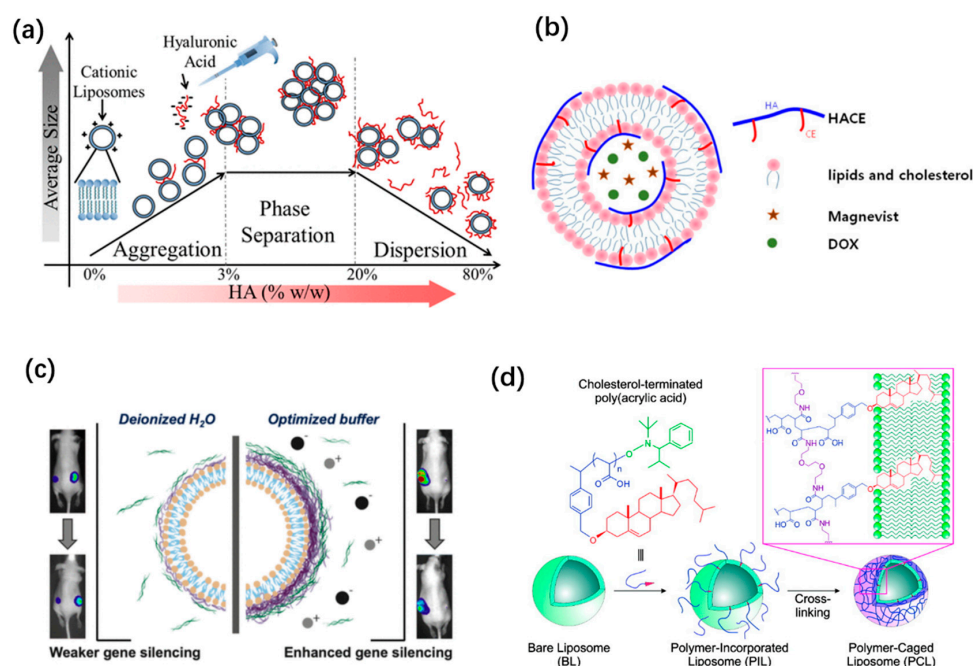 (a)
Average Size
Cationic
Liposomes
Hyaluronic
Acid
Aggregation
Phase
Separation
Dispersion
0%
3%
20%
80%
HA (% w/w)
(b)
HA
CE
HACE
lipids and cholesterol
Magnevist
DOX
(c)
Deionized H₂O
Optimized buffer
Weaker gene silencing
Enhanced gene silencing
(d)
Cholesterol-terminated
poly(acrylic acid)
Bare Liposome
(BL)
Polymer-Incorporated
Liposome (PIL)
Cross-
linking
Polymer-Caged
Liposome (PCL)